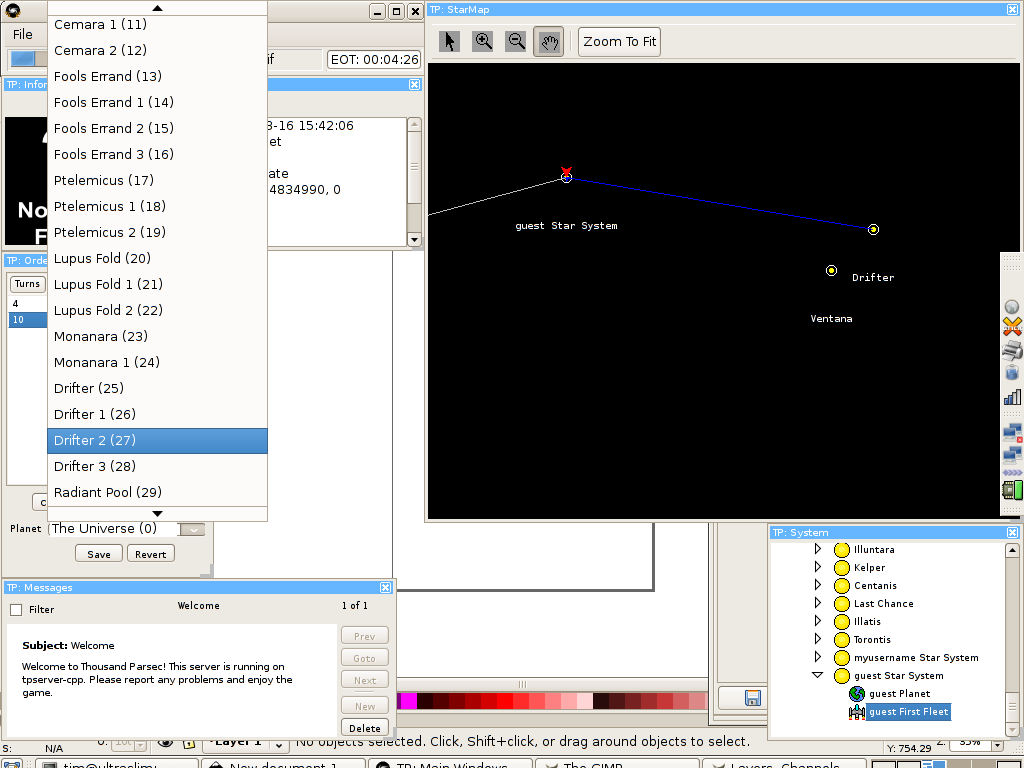 File
if
EOT: 00:04:26
TP: Infor
3-16 15:42:06
et
ate
4834990, 0
No
F
TP: Orde
Turns
4
10
Cemara 1 (11)
Cemara 2 (12)
Fools Errand (13)
Fools Errand 1 (14)
Fools Errand 2 (15)
Fools Errand 3 (16)
Ptelemicus (17)
Ptelemicus 1 (18)
Ptelemicus 2 (19)
Lupus Fold (20)
Lupus Fold 1 (21)
Lupus Fold 2 (22)
Monanara (23)
Monanara 1 (24)
Drifter (25)
Drifter 1 (26)
Drifter 2 (27)
Drifter 3 (28)
Radiant Pool (29)
Planet
The Universe (0)
Save
Revert
TP: StarMap
Zoom To Fit
guest Star System
Drifter
Ventana
TP: Messages
Filter
Welcome
1 of 1
Subject: Welcome
Welcome to Thousand Parsec! This server is running on
tpserver-cpp. Please report any problems and enjoy the
game.
Prev
Goto
Next
New
Delete
TP: System
Illuntara
Kelper
Centanis
Last Chance
Illatis
Torontis
myusername Star System
guest Star System
guest Planet
guest First Fleet
S: N/A
Layer 1
No objects selected. Click, Shift+click, or drag around objects to select.
Y: 754.29
tim@ultraslim:
New document 1
TP: Main Windows
The GIMP
Layers, Channels